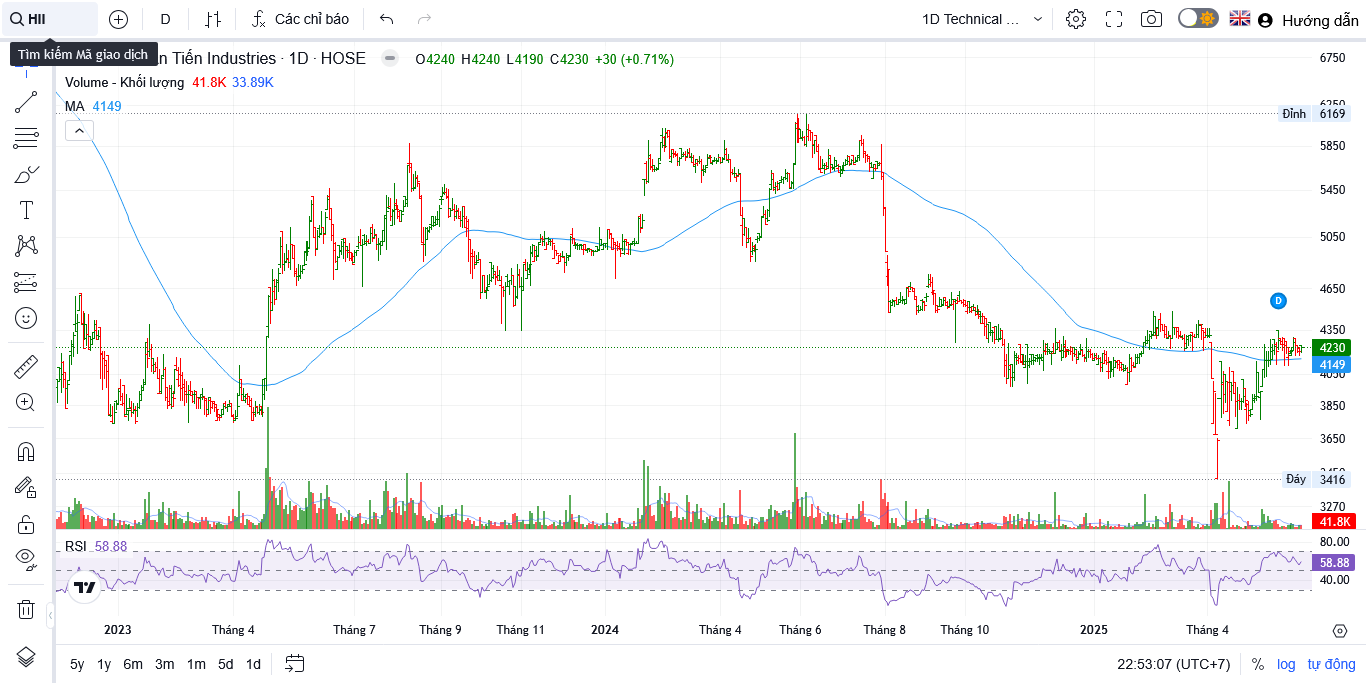 HII
D
Các chỉ báo
1D Technical ...
Hướng dẫn
Tìm kiếm Mã giao dịch
n Tiến Industries · 1D · HOSE
O4240 H4240 L4190 C4230 +30 (+0.71%)
Volume - Khối lượng 41.8K 33.89K
MA 4149
6750
6250
Đỉnh 6169
5850
5450
5050
4650
D
4350
4230
4149
4050
3850
3650
3450
Đáy 3416
3270
41.8K
RSI 58.88
80.00
58.88
40.00
2023 Tháng 4 Tháng 7 Tháng 9 Tháng 11 2024 Tháng 4 Tháng 6 Tháng 8 Tháng 10 2025 Tháng 4
5y 1y 6m 3m 1m 5d 1d
22:53:07 (UTC+7) % log tự động